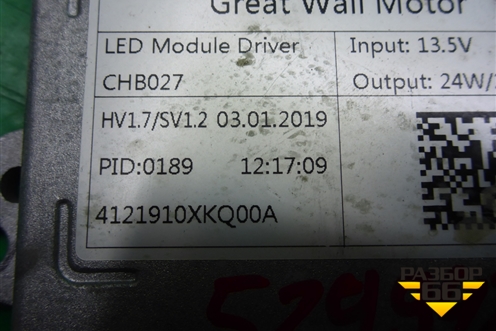 Great Wall Motor
LED Module Driver
Input: 13.5V
CHB027
Output: 24W/
HV1.7/SV1.2 03.01.2019
PID:0189 12:17:09
4121910XKQ00A
РАЗБОР
66